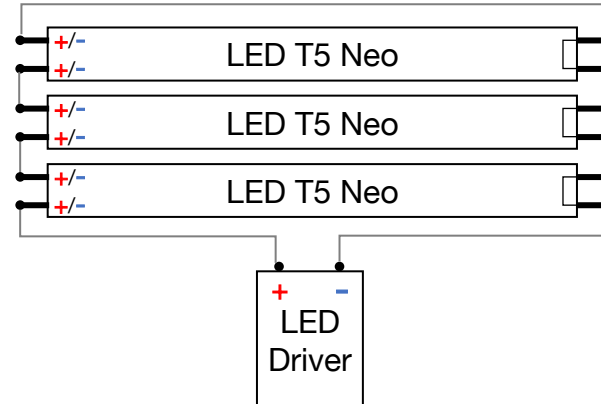 +/-
LED T5 Neo
+/-
+/-
LED T5 Neo
+/-
+/-
LED T5 Neo
+/-
+ -
LED
Driver